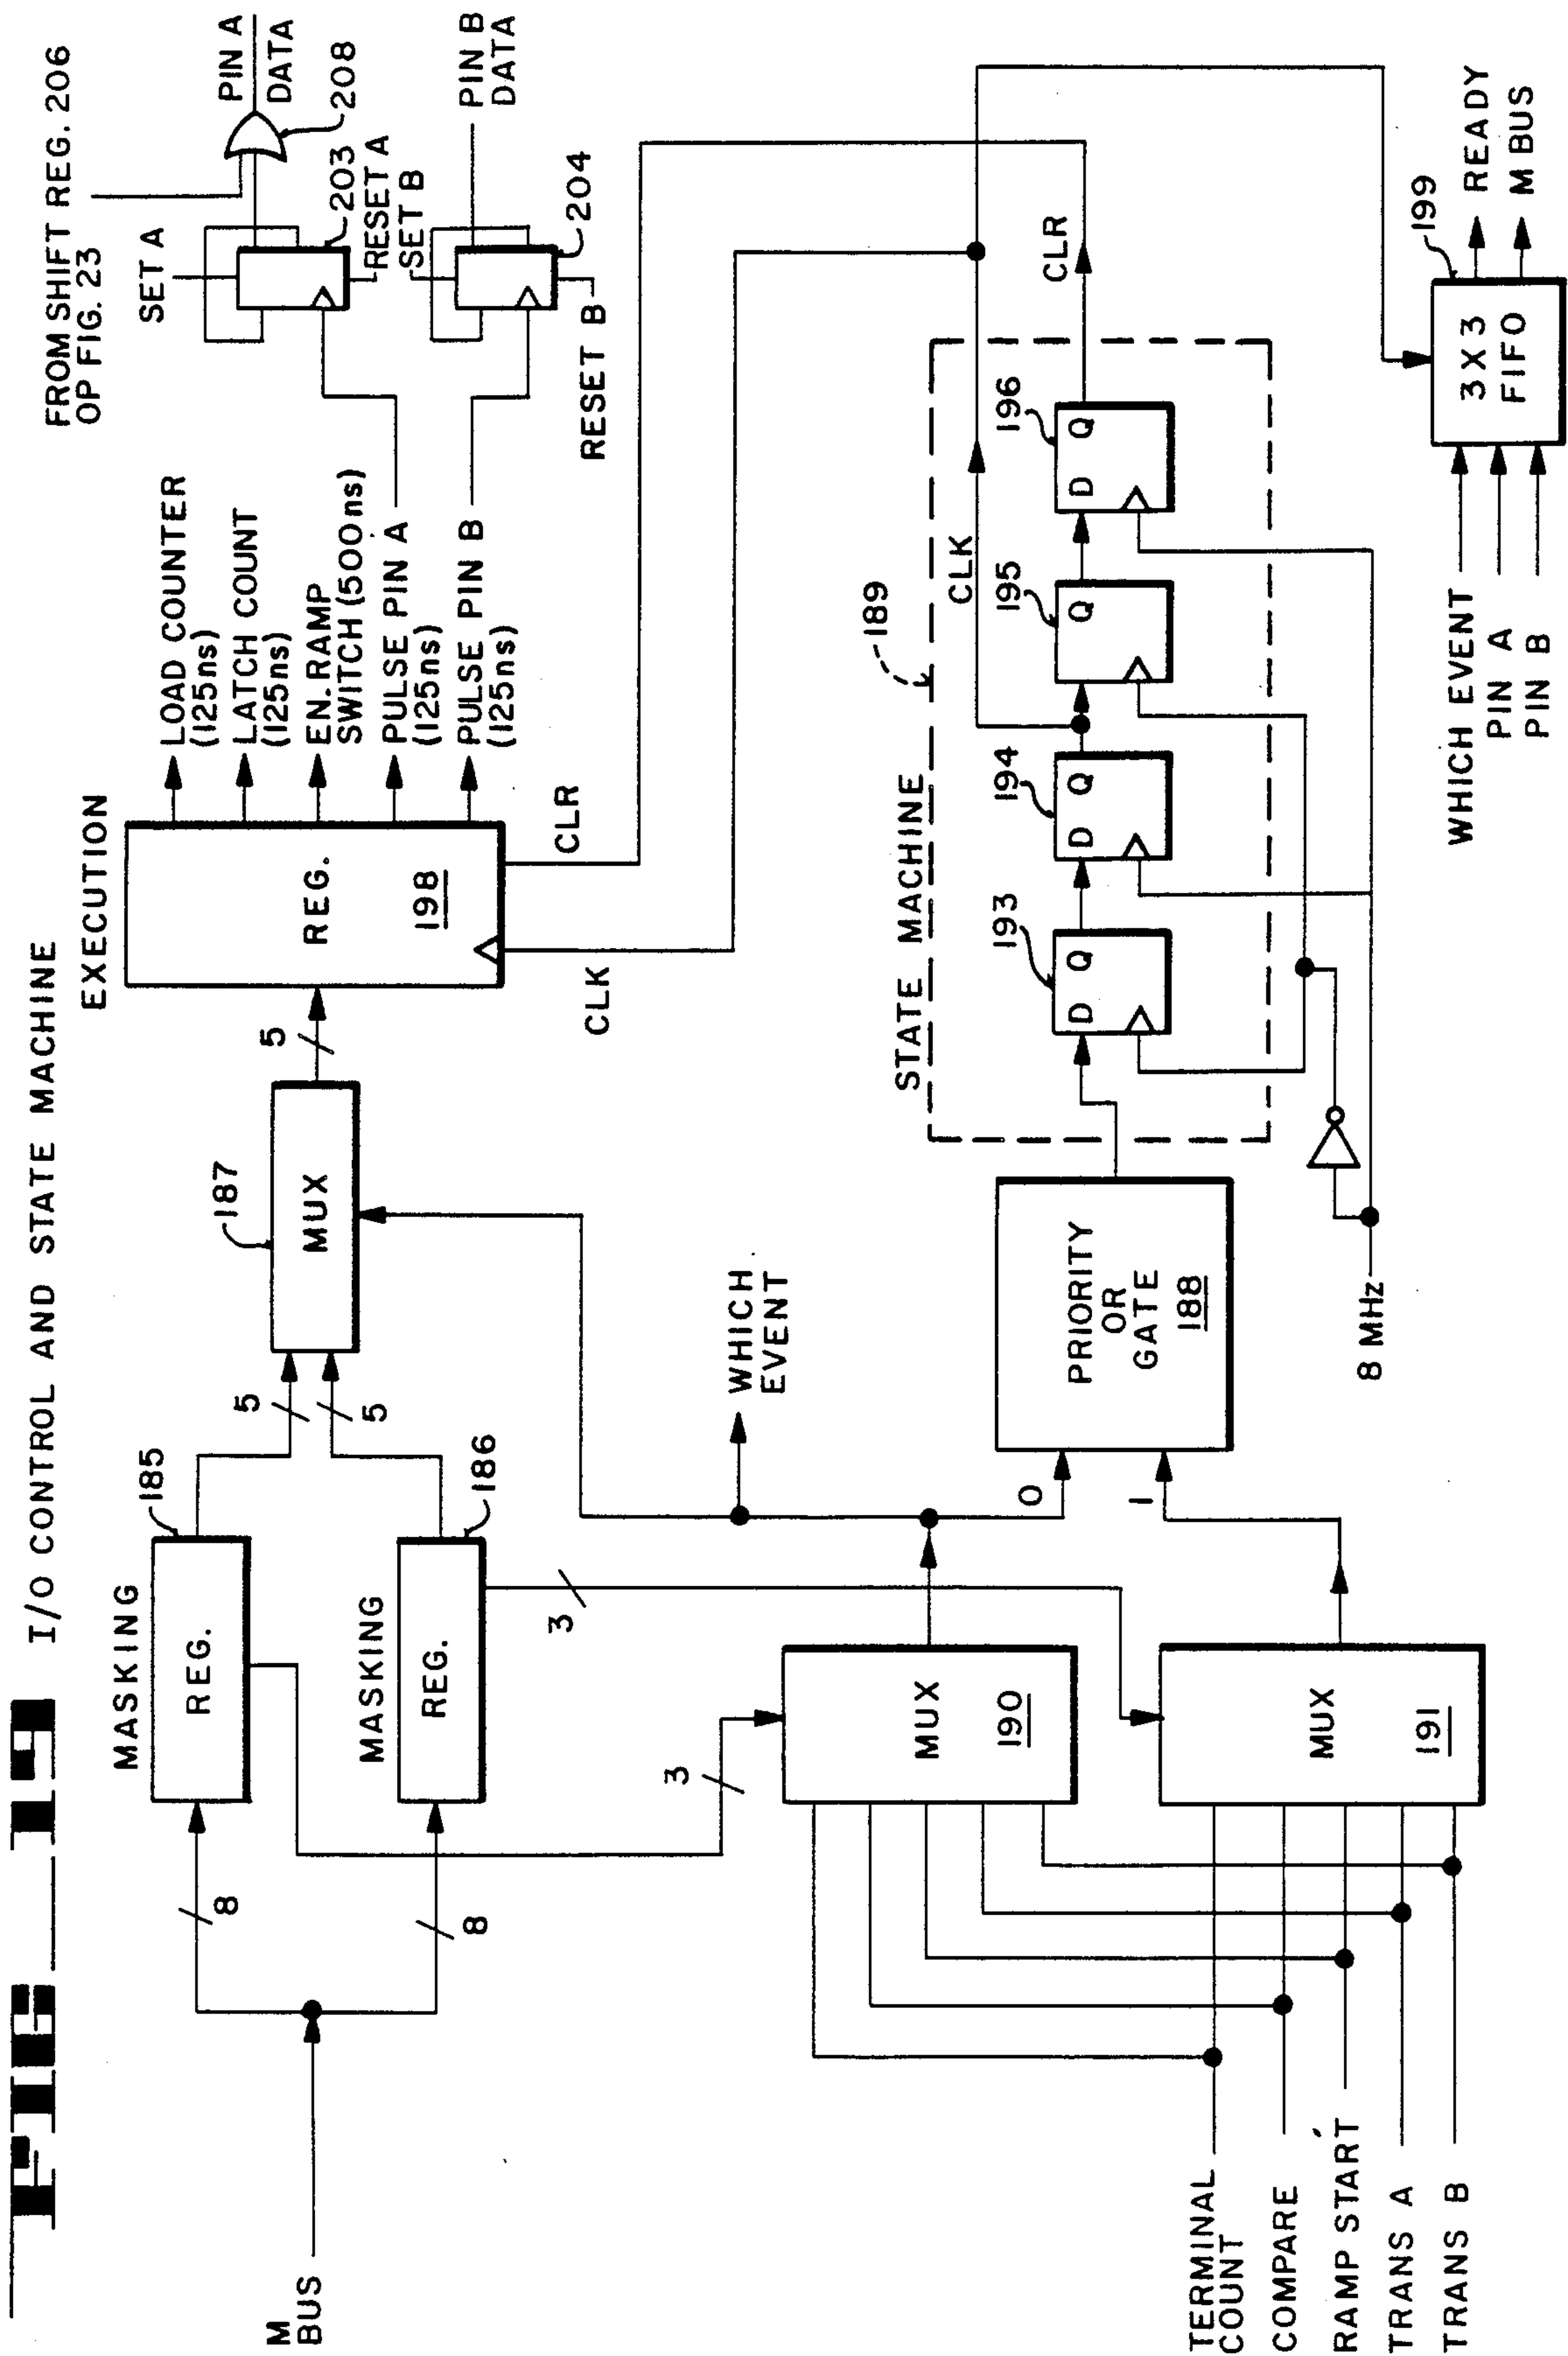 FIG 19
I/O CONTROL AND STATE MACHINE
M
BUS
8
8
MASKING
REG.
185
MASKING
REG.
186
5
5
3
3
187
MUX
5
EXECUTION
REG.
198
CLK
CLR
LOAD COUNTER
(125ns)
LATCH COUNT
(125ns)
EN. RAMP
SWITCH (500ns)
PULSE PIN A
(125ns)
PULSE PIN B
(125ns)
FROM SHIFT REG. 206
OP FIG. 23
SET A
203
RESET A
SET B
204
RESET B
208
PIN A
DATA
PIN B
DATA
WHICH
EVENT
MUX
190
MUX
191
TERMINAL
COUNT
COMPARE
RAMP START
TRANS A
TRANS B
0
1
PRIORITY
OR
GATE
188
8 MHz
STATE MACHINE
189
193
D Q
194
D Q
195
Q
196
D Q
CLK
CLR
WHICH EVENT
PIN A
PIN B
3 X 3
FIFO
199
READY
M BUS